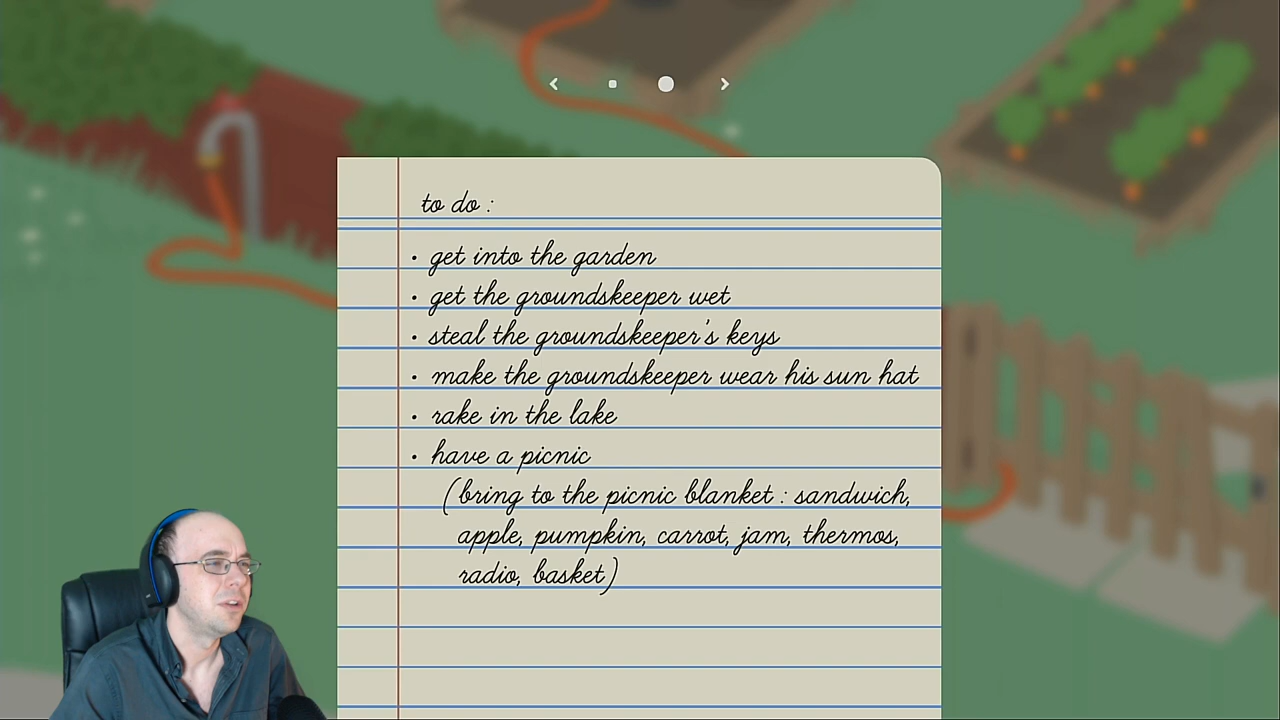 to do :
• get into the garden
• get the groundskeeper wet
• steal the groundskeeper's keys
• make the groundskeeper wear his sun hat
• rake in the lake
• have a picnic
(bring to the picnic blanket : sandwich,
apple, pumpkin, carrot, jam, thermos,
radio, basket)